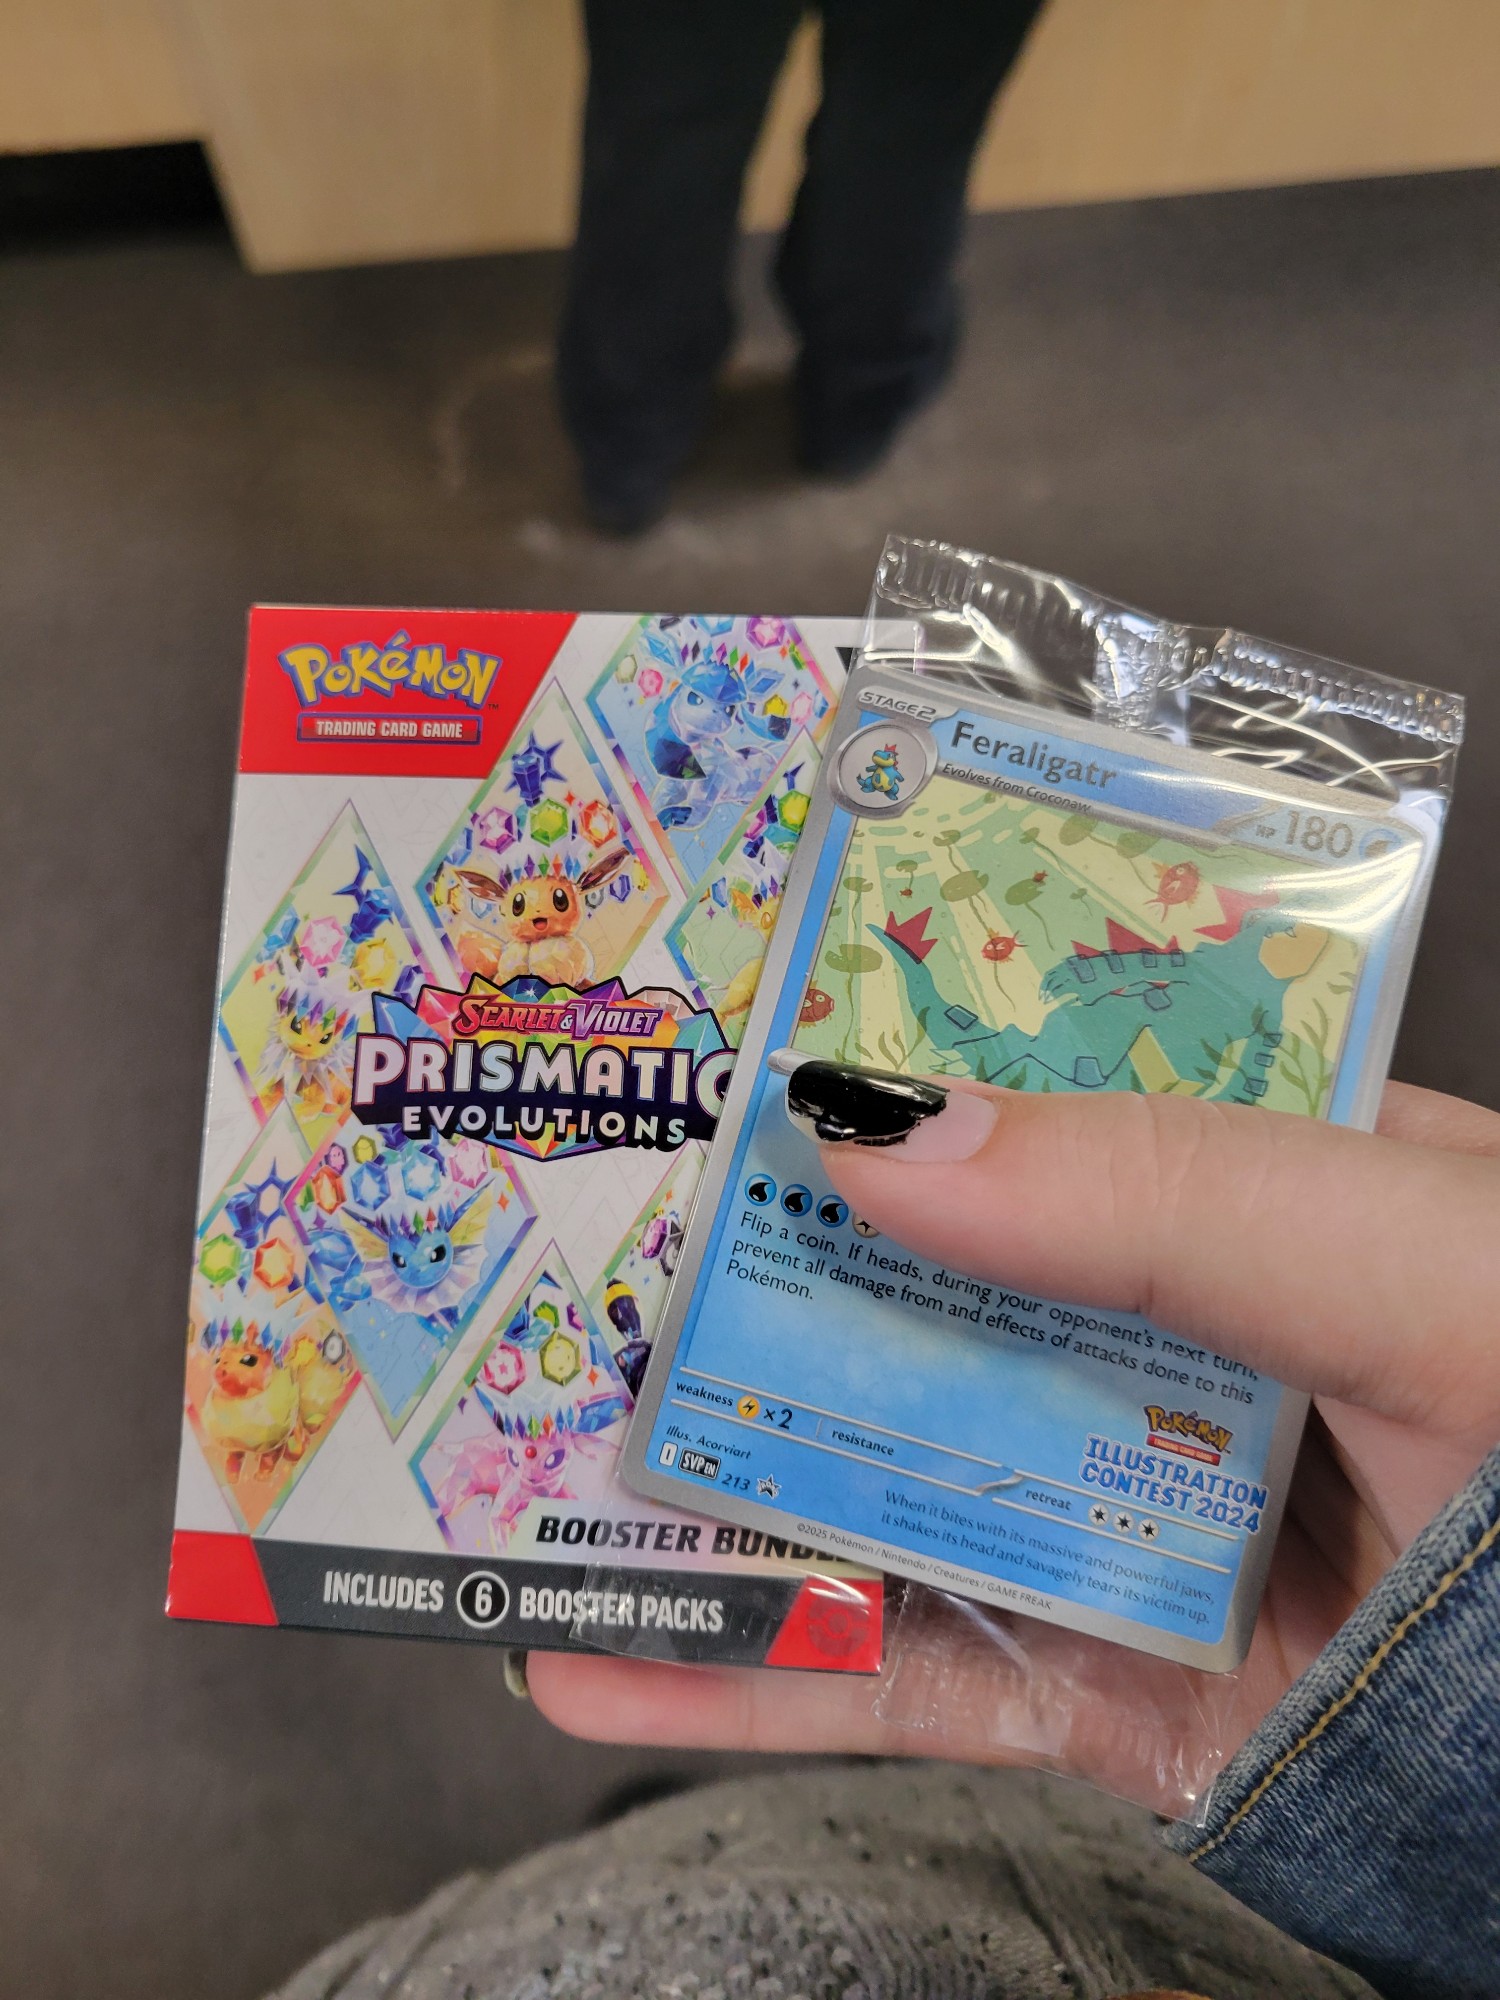 POKÉMON
TRADING CARD GAME
SCARLET & VIOLET
PRISMATIC
EVOLUTIONS
BOOSTER BUNDLE
INCLUDES 6 BOOSTER PACKS
STAGE 2
Feraligatr
Evolves from Croconaw
HP 180
Flip a coin. If heads, during your opponent's next turn,
prevent all damage from and effects of attacks done to this
Pokémon.
weakness ×2
resistance
retreat
Illus. Acorviart
I SVP EN 213
POKÉMON
TRADING CARD GAME
ILLUSTRATION
CONTEST 2024
When it bites with its massive and powerful jaws,
it shakes its head and savagely tears its victim up.
©2025 Pokémon / Nintendo / Creatures / GAME FREAK